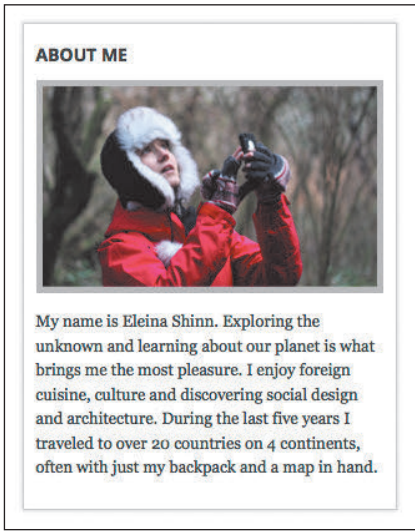 ABOUT ME
My name is Eleina Shinn. Exploring the
unknown and learning about our planet is what
brings me the most pleasure. I enjoy foreign
cuisine, culture and discovering social design
and architecture. During the last five years I
traveled to over 20 countries on 4 continents,
often with just my backpack and a map in hand.